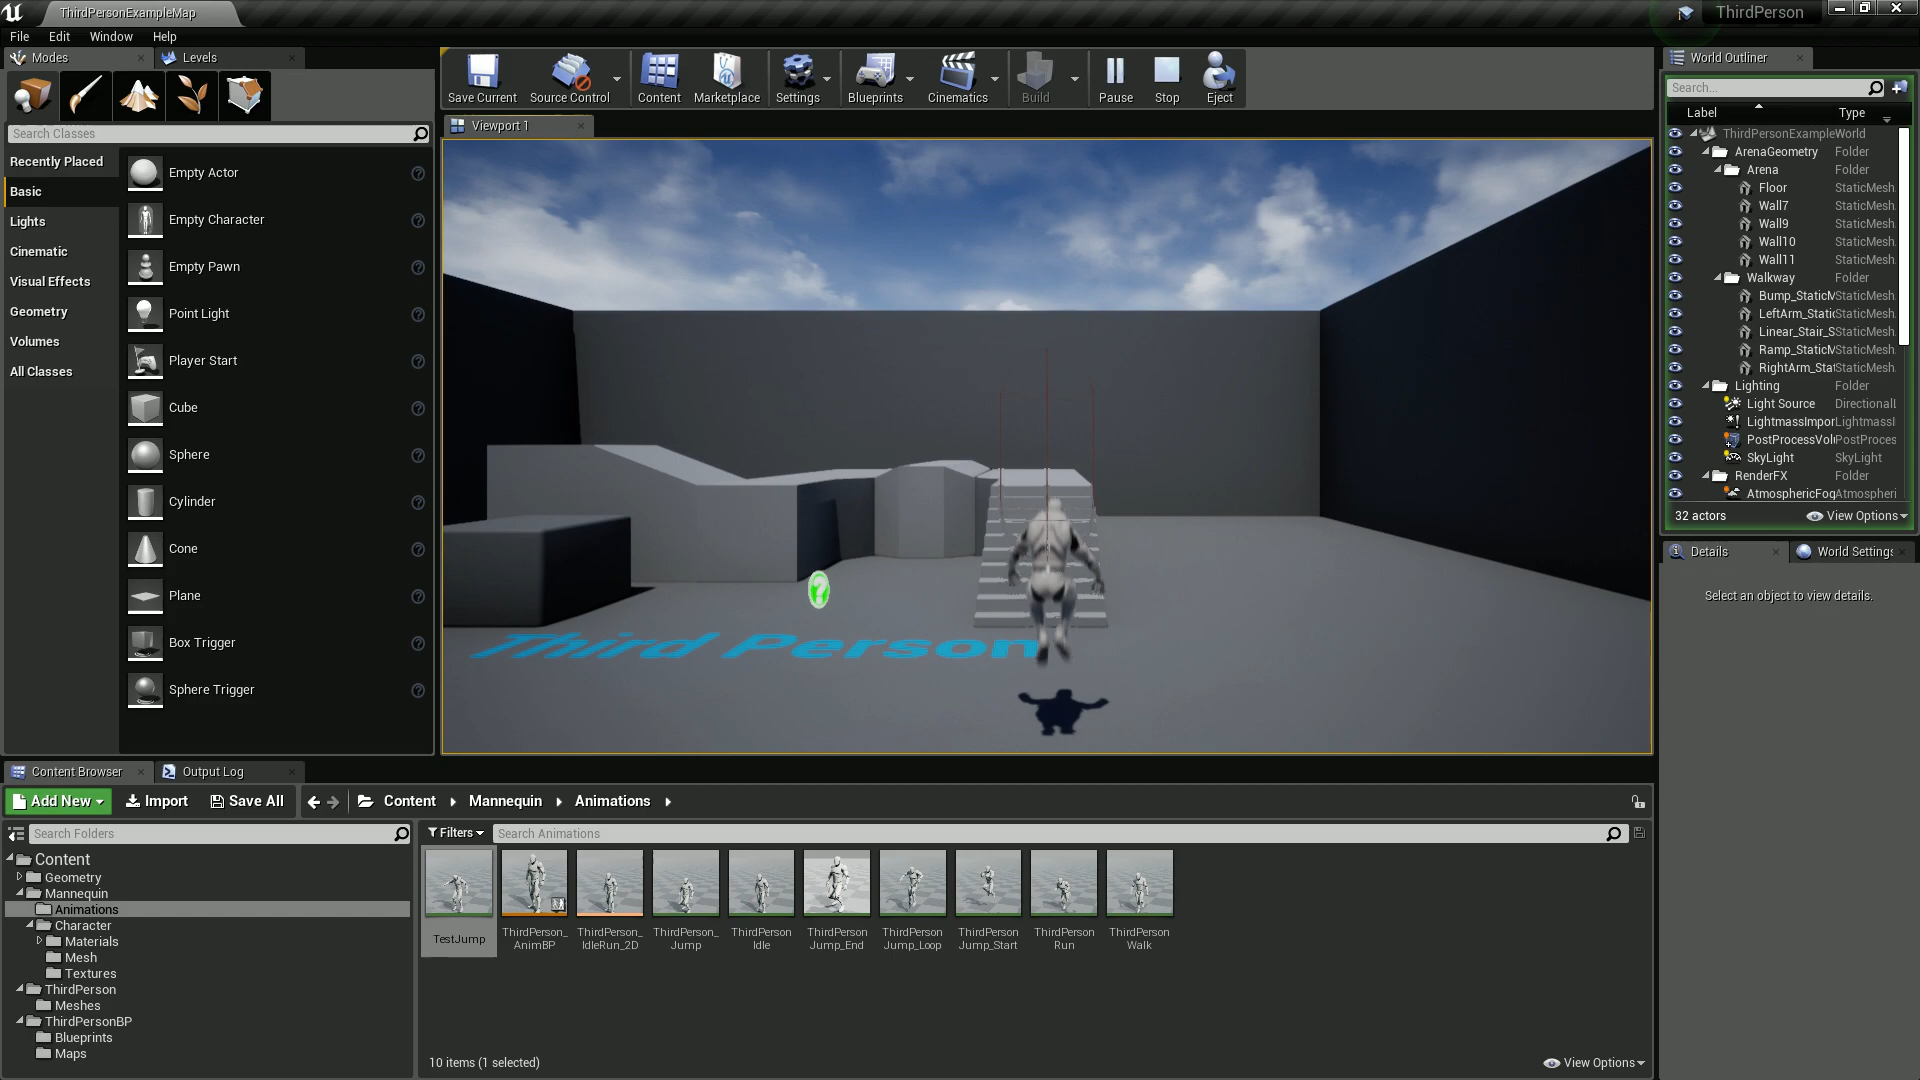 ThirdPersonExampleMap
ThirdPerson
File Edit Window Help
Modes
Levels
Search Classes
Recently Placed
Basic
Lights
Cinematic
Visual Effects
Geometry
Volumes
All Classes
Empty Actor
Empty Character
Empty Pawn
Point Light
Player Start
Cube
Sphere
Cylinder
Cone
Plane
Box Trigger
Sphere Trigger
Save Current
Source Control
Content
Marketplace
Settings
Blueprints
Cinematics
Build
Pause
Stop
Eject
Viewport 1
Third Person
World Outliner
Search...
Label Type
ThirdPersonExample World
ArenaGeometry Folder
Arena Folder
Floor StaticMesh
Wall7 StaticMesh
Wall9 StaticMesh
Wall10 StaticMesh
Wall11 StaticMesh
Walkway Folder
Bump_StaticM StaticMesh
LeftArm_Static StaticMesh
Linear_Stair_S StaticMesh
Ramp_StaticM StaticMesh
RightArm_Stat StaticMesh
Lighting Folder
Light Source Directionall
LightmassImpor LightmassI
PostProcessVolu PostProces
SkyLight SkyLight
RenderFX Folder
AtmosphericFog Atmospheri
32 actors
View Options
Details
World Settings
Select an object to view details.
Content Browser
Output Log
Add New
Import
Save All
Content
Mannequin
Animations
Search Folders
Filters
Search Animations
Content
Geometry
Mannequin
Animations
Character
Materials
Mesh
Textures
ThirdPerson
Meshes
ThirdPersonBP
Blueprints
Maps
TestJump
ThirdPerson_
AnimBP
ThirdPerson_
IdleRun_2D
ThirdPerson_
Jump
ThirdPerson
Idle
ThirdPerson
Jump_End
ThirdPerson
Jump_Loop
ThirdPerson
Jump_Start
ThirdPerson
Run
ThirdPerson
Walk
10 items (1 selected)
View Options